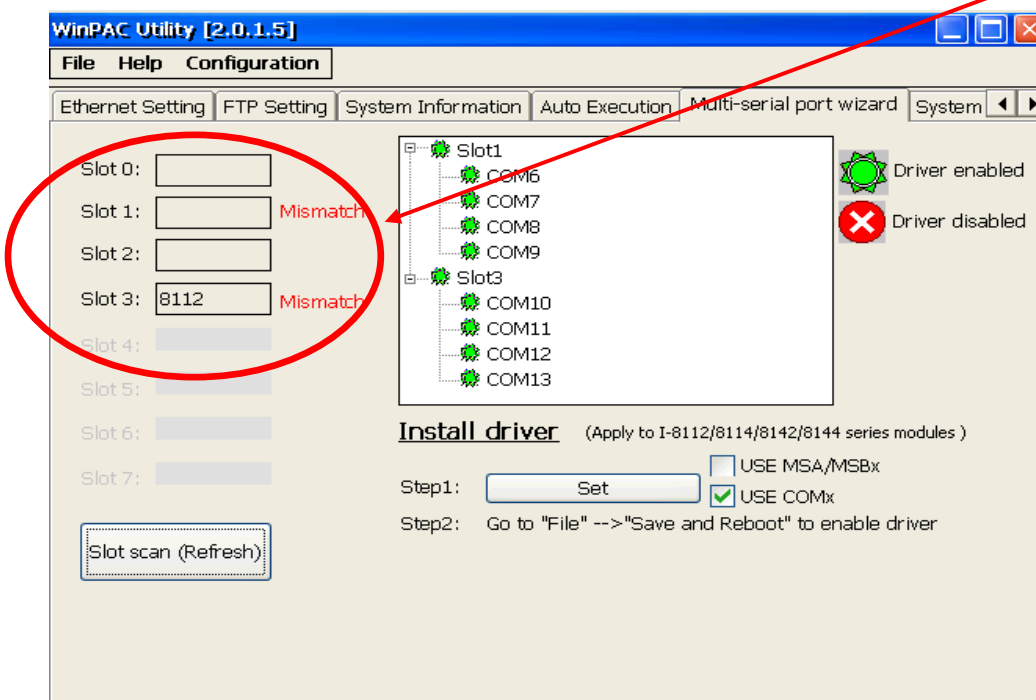 WinPAC Utility [2.0.1.5]
File Help Configuration
Ethernet Setting FTP Setting System Information Auto Execution Multi-serial port wizard System
Slot 0:
Slot 1: Mismatch
Slot 2:
Slot 3: 8112 Mismatch
Slot 4:
Slot 5:
Slot 6:
Slot 7:
Slot scan (Refresh)
Slot1
COM6
COM7
COM8
COM9
Slot3
COM10
COM11
COM12
COM13
Driver enabled
Driver disabled
Install driver (Apply to I-8112/8114/8142/8144 series modules )
USE MSA/MSBx
Step1: Set
USE COMx
Step2: Go to "File" -->"Save and Reboot" to enable driver